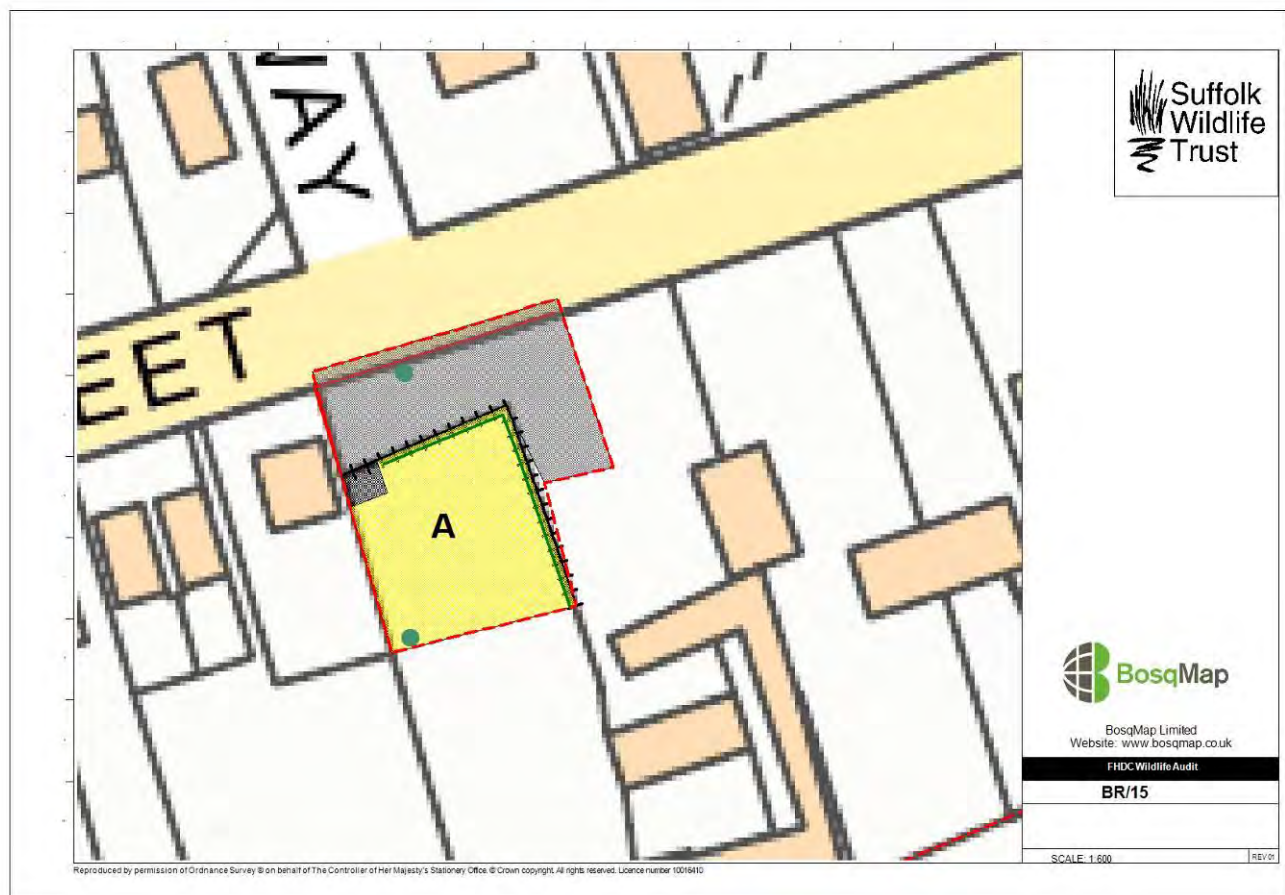 WAY
EET
A
Suffolk
Wildlife
Trust
BosqMap
BosqMap Limited
Website: www.bosqmap.co.uk
FHDC Wildlife Audit
BR/15
SCALE: 1:600
REV 01
Reproduced by permission of Ordnance Survey ® on behalf of The Controller of Her Majesty's Stationery Office. © Crown copyright. All rights reserved. Licence number 10016410